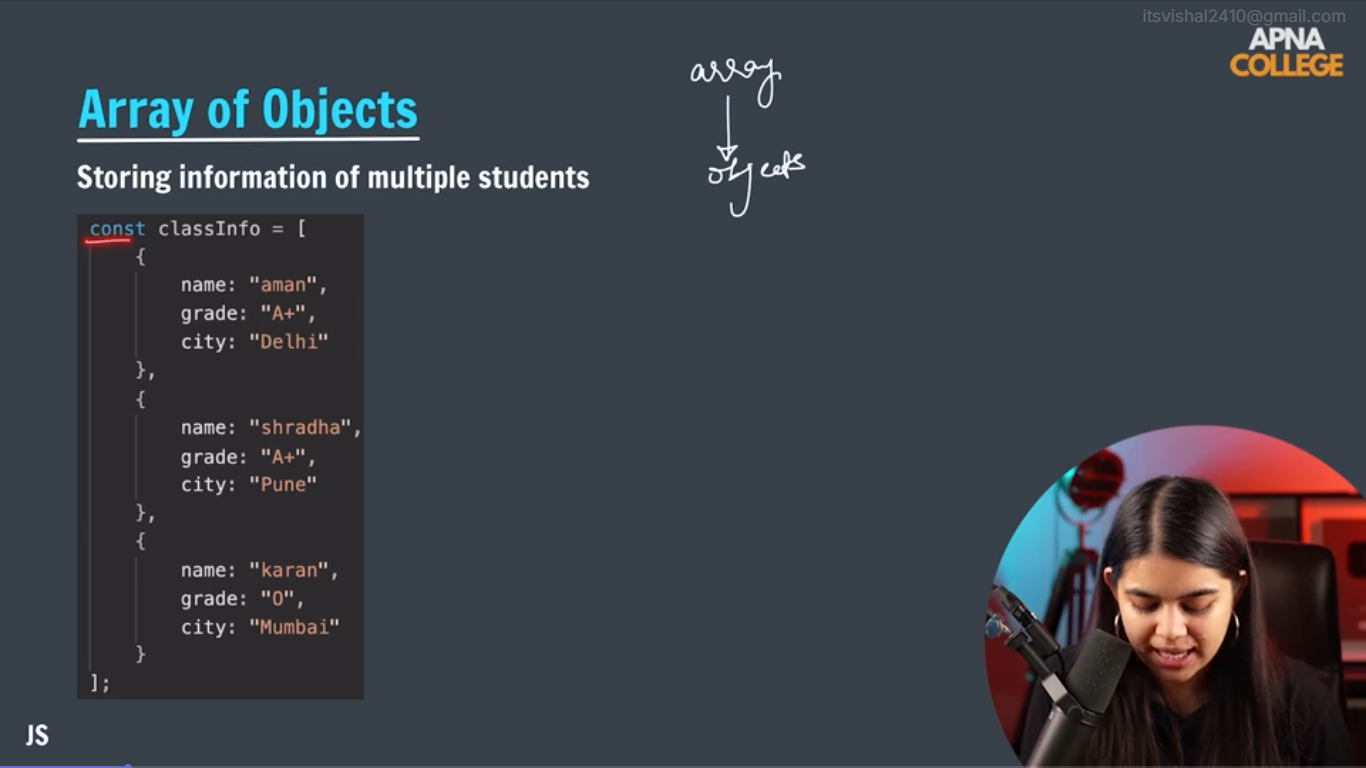 itsvishal2410@gmail.com
APNA
COLLEGE
array
objects
Array of Objects
Storing information of multiple students
const classInfo = [
{
name: "aman",
grade: "A+",
city: "Delhi"
},
{
name: "shradha",
grade: "A+",
city: "Pune"
},
{
name: "karan",
grade: "O",
city: "Mumbai"
}
];
JS